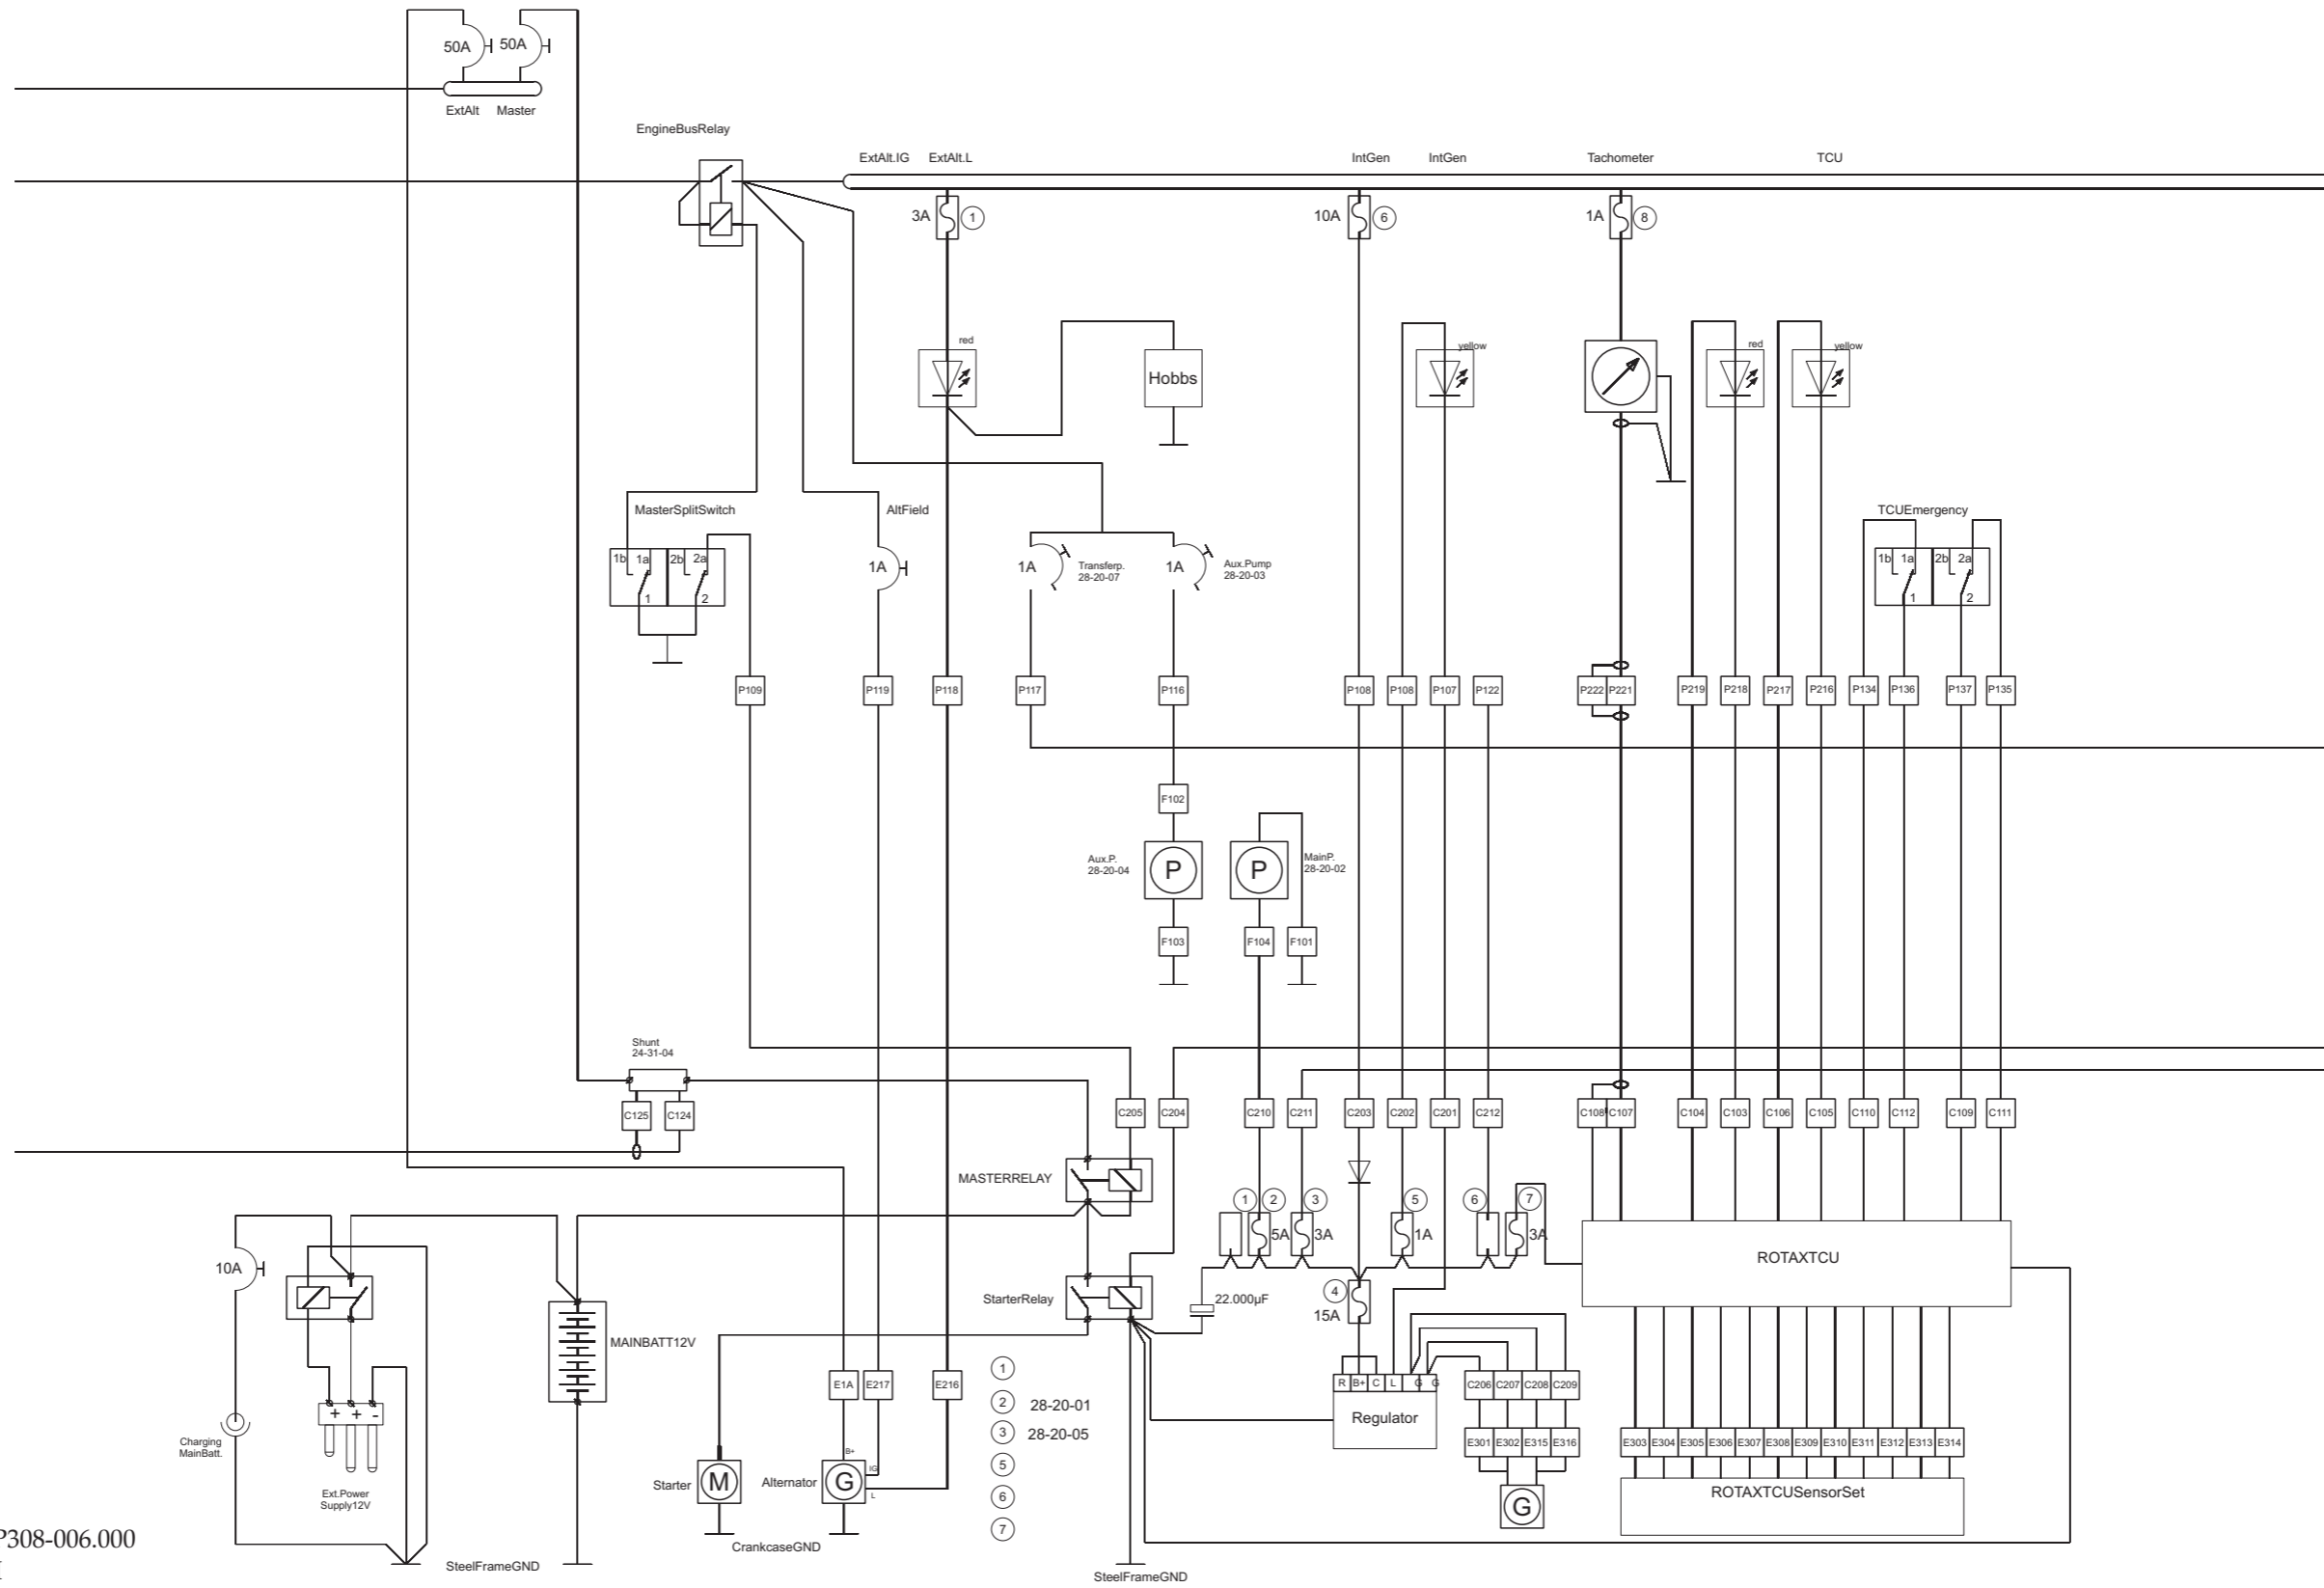 50A 50A
ExtAlt Master
EngineBusRelay
ExtAlt.IG ExtAlt.L IntGen IntGen Tachometer TCU
3A 1 10A 6 1A 8
red yellow red yellow
Hobbs
MasterSplitSwitch AltField TCUEmergency
1b 1a 2b 2a 1b 1a 2b 2a
1A 1A Transferp. 1A Aux.Pump
28-20-07 28-20-03
1 2 1 2
P109 P119 P118 P117 P116 P108 P108 P107 P122 P222 P221 P219 P218 P217 P216 P134 P136 P137 P135
F102
Aux.P. P P MainP.
28-20-04 28-20-02
F103 F104 F101
Shunt
24-31-04
C125 C124 C205 C204 C210 C211 C203 C202 C201 C212 C108 C107 C104 C103 C106 C105 C110 C112 C109 C111
MASTERRELAY
1 2 3 5 6 7
5A 3A 1A 3A
ROTAXTCU
10A
StarterRelay 22.000µF 4
15A
MAINBATT12V
1
R B+ C L G G
E1A E217 E216 C206 C207 C208 C209
2 28-20-01
Regulator
3 28-20-05
+ + -
Charging
MainBatt.
E301 E302 E315 E316 E303 E304 E305 E306 E307 E308 E309 E310 E311 E312 E313 E314
B+
IG
L
5
Starter M Alternator G
Ext.Power
Supply12V
6
ROTAXTCUSensorSet
G
7
P308-006.000
CrankcaseGND
SteelFrameGND
SteelFrameGND